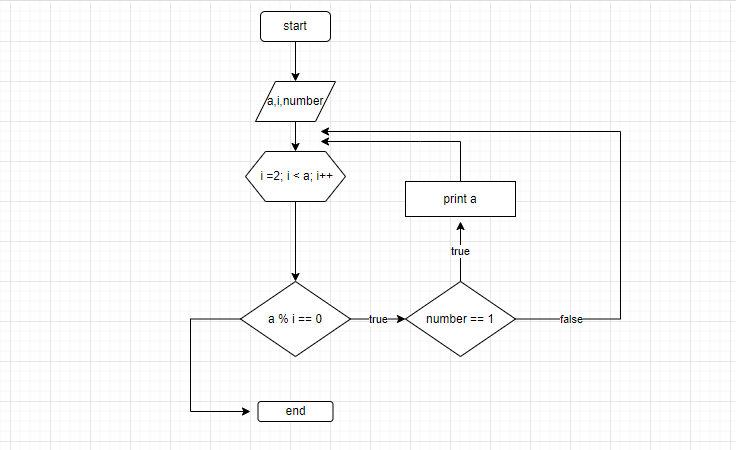 start
a,i,number
i =2; i < a; i++
print a
true
a % i == 0
true
number == 1
false
end